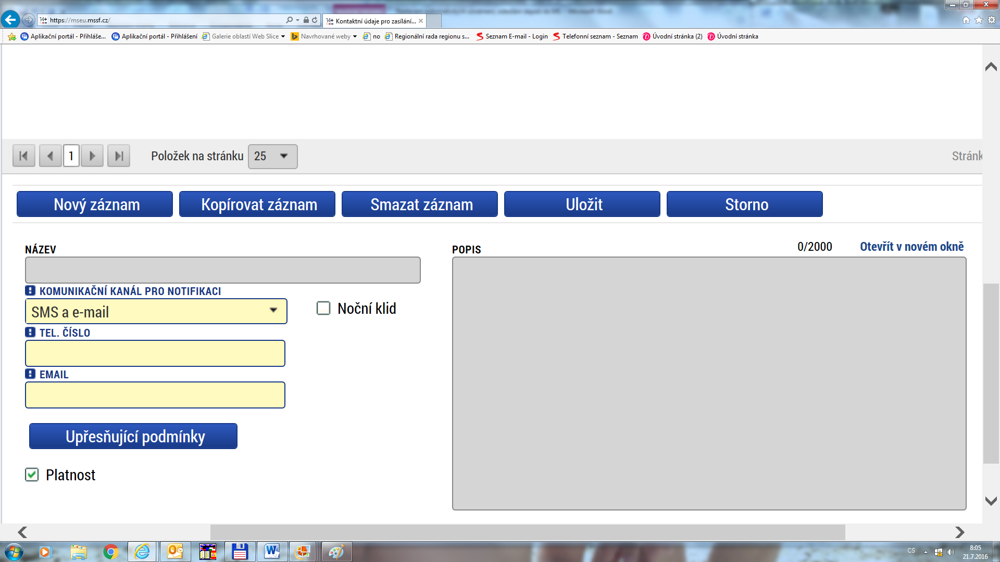 https://mseu.mssf.cz/
14+ Kontaktní údaje pro zasílání...
Aplikační portál - Přihláše... Aplikační portál - Přihlášení Galerie oblastí Web Slice Navrhované weby no Regionální rada regionu s... Seznam E-mail - Login Telefonní seznam - Seznam Úvodní stránka (2) Úvodní stránka
1 Položek na stránku 25 Stránk
Nový záznam Kopírovat záznam Smazat záznam Uložit Storno
NÁZEV POPIS 0/2000 Otevřít v novém okně
KOMUNIKAČNÍ KANÁL PRO NOTIFIKACI
SMS a e-mail Noční klid
TEL. ČÍSLO
EMAIL
Upřesňující podmínky
Platnost
CS 8:05
21.7.2016